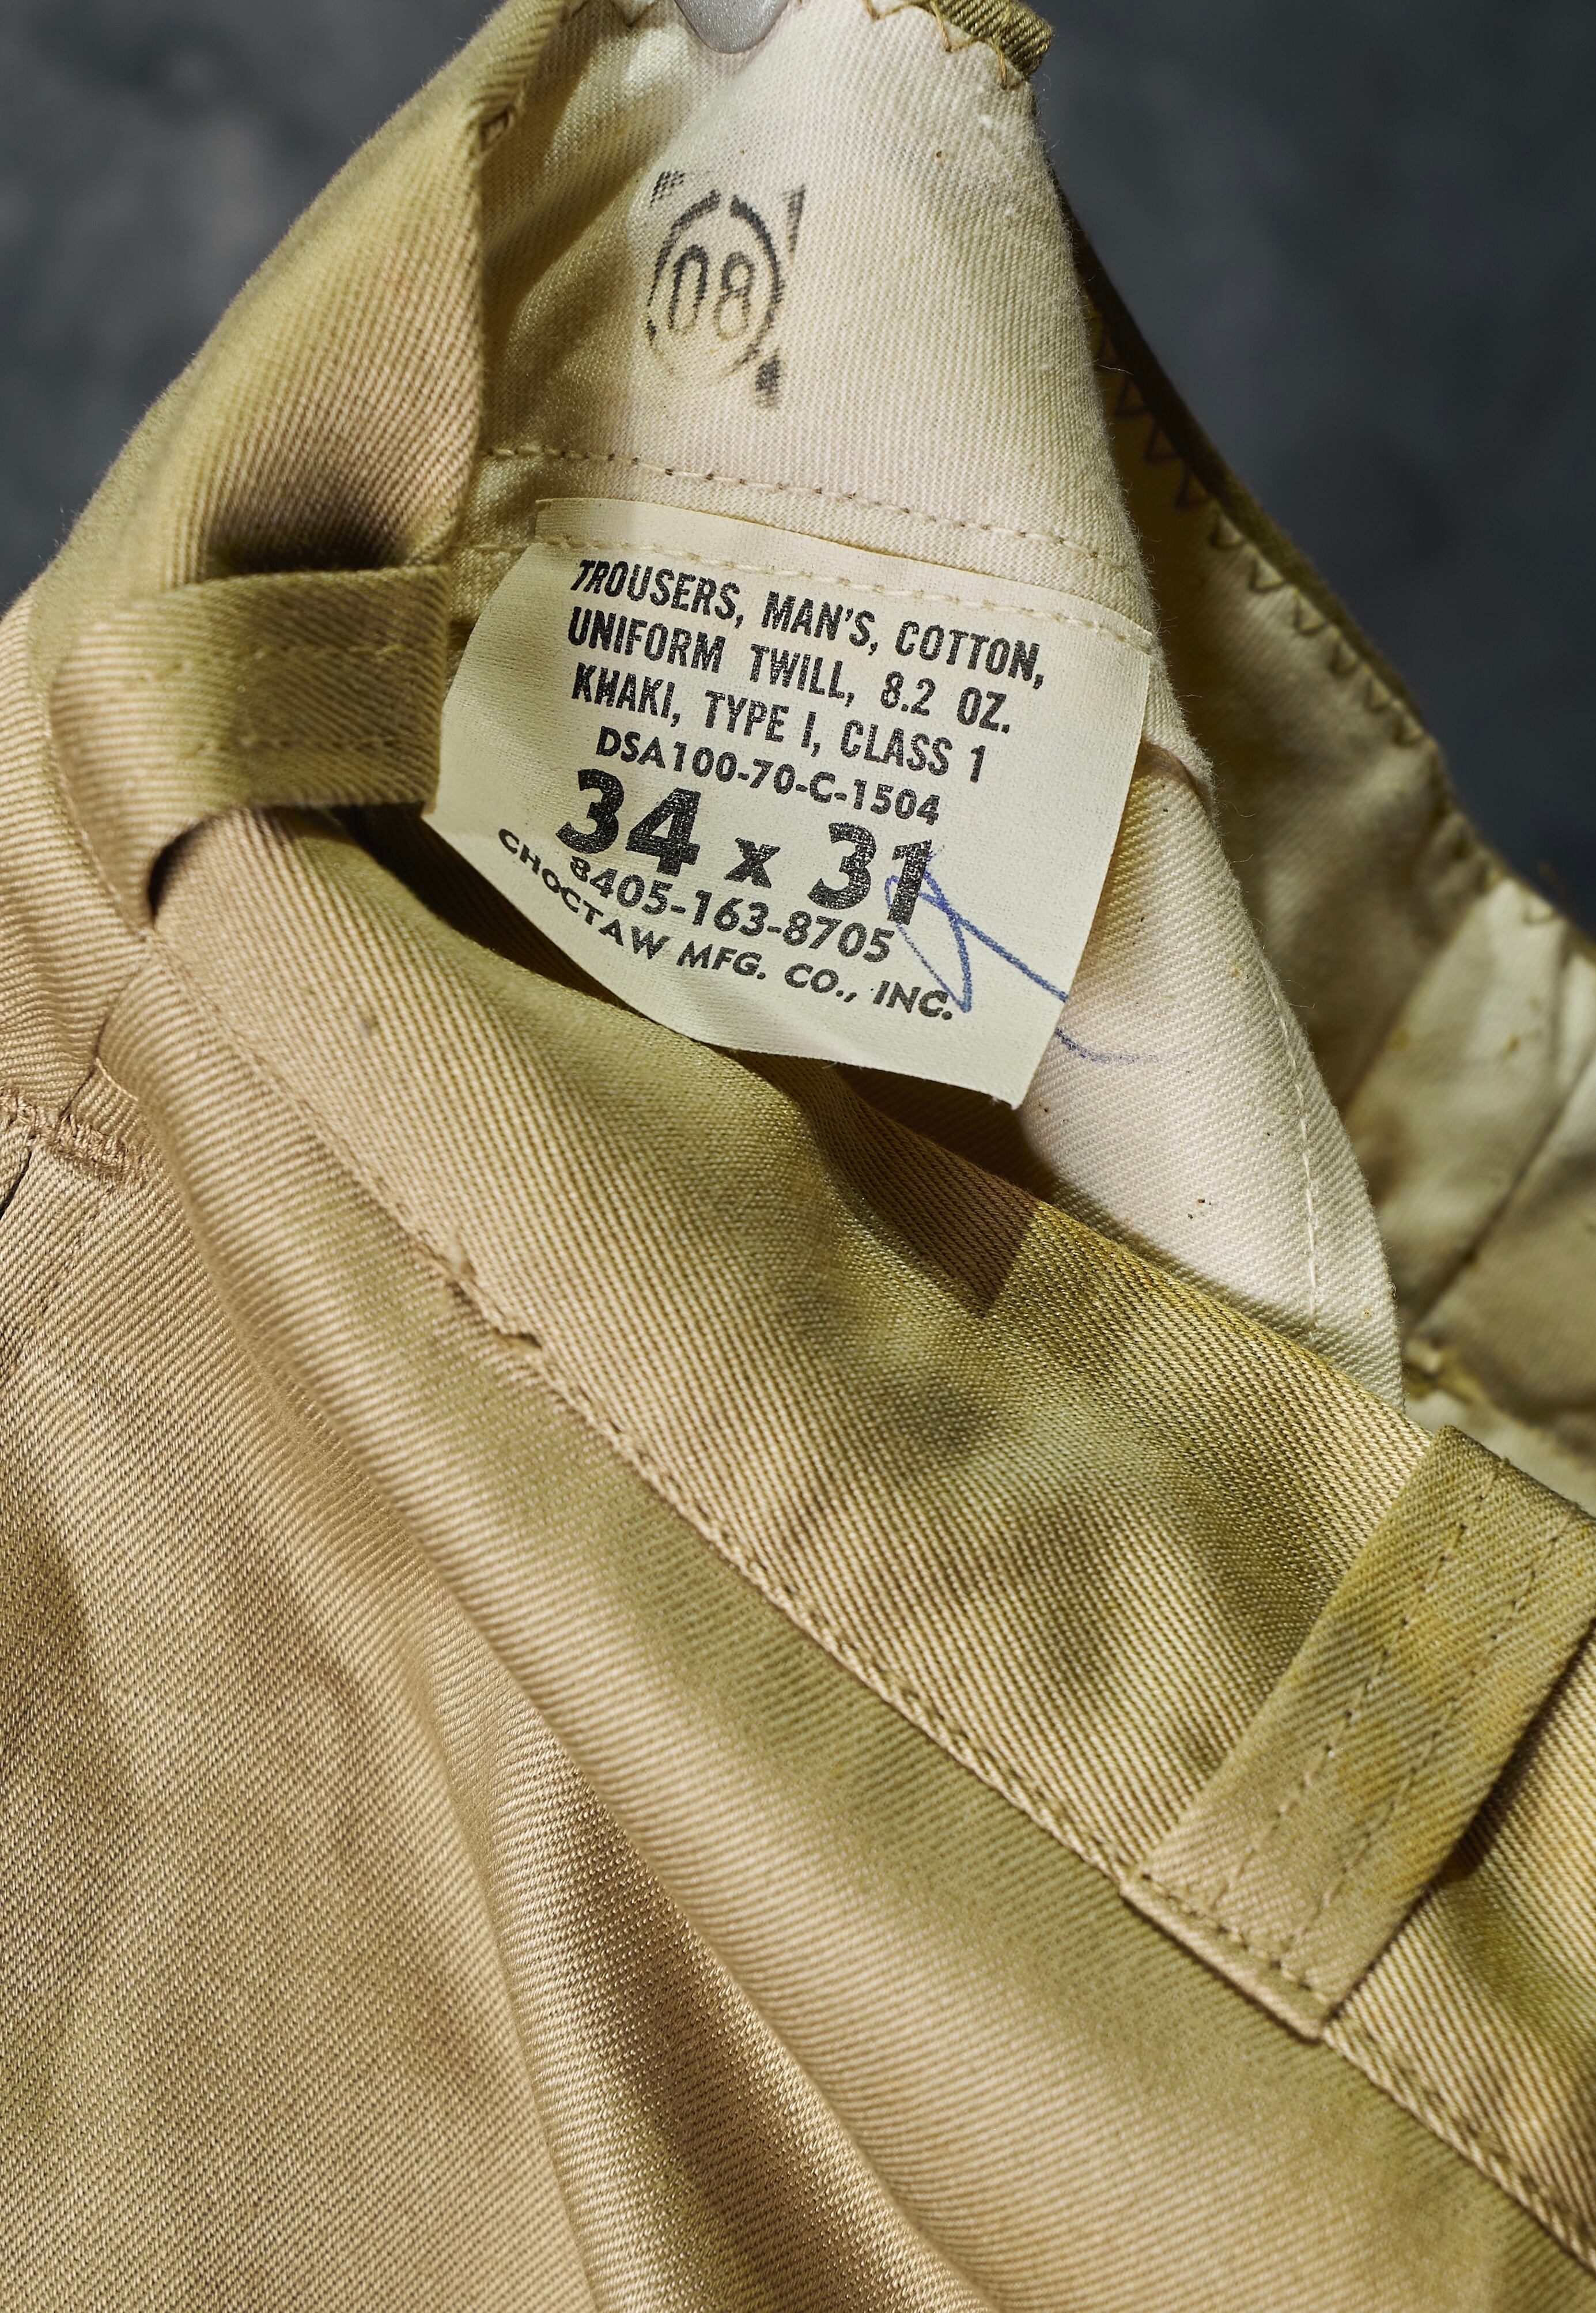 08
TROUSERS, MAN'S, COTTON,
UNIFORM TWILL, 8.2 OZ.
KHAKI, TYPE I, CLASS 1
DSA100-70-C-1504
34 x 31
8405-163-8705
CHOCTAW MFG. CO., INC.